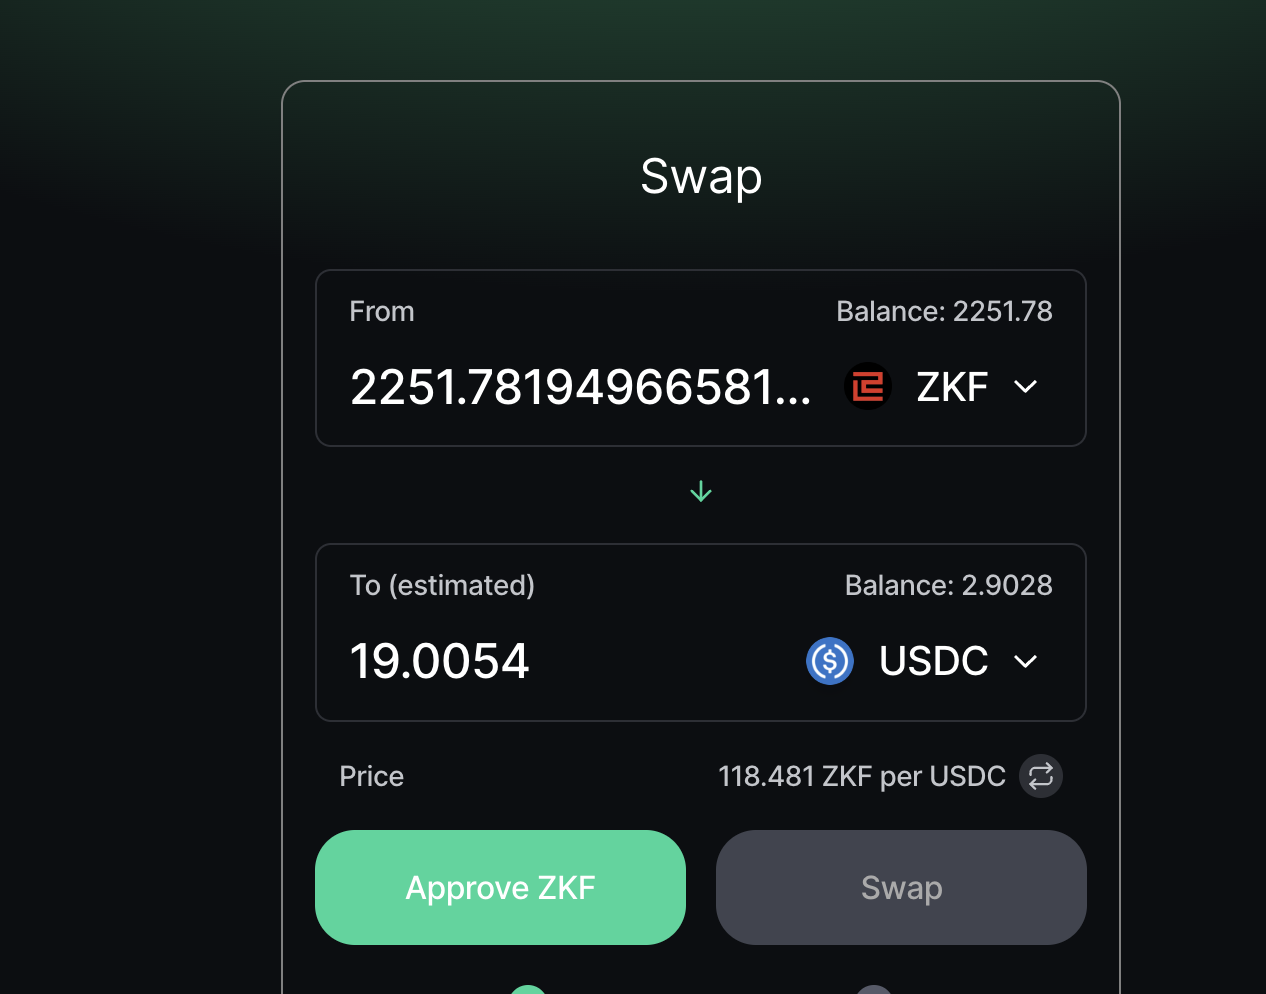 Swap
From Balance: 2251.78
2251.78194966581... ZKF
To (estimated) Balance: 2.9028
19.0054 USDC
Price 118.481 ZKF per USDC
Approve ZKF Swap